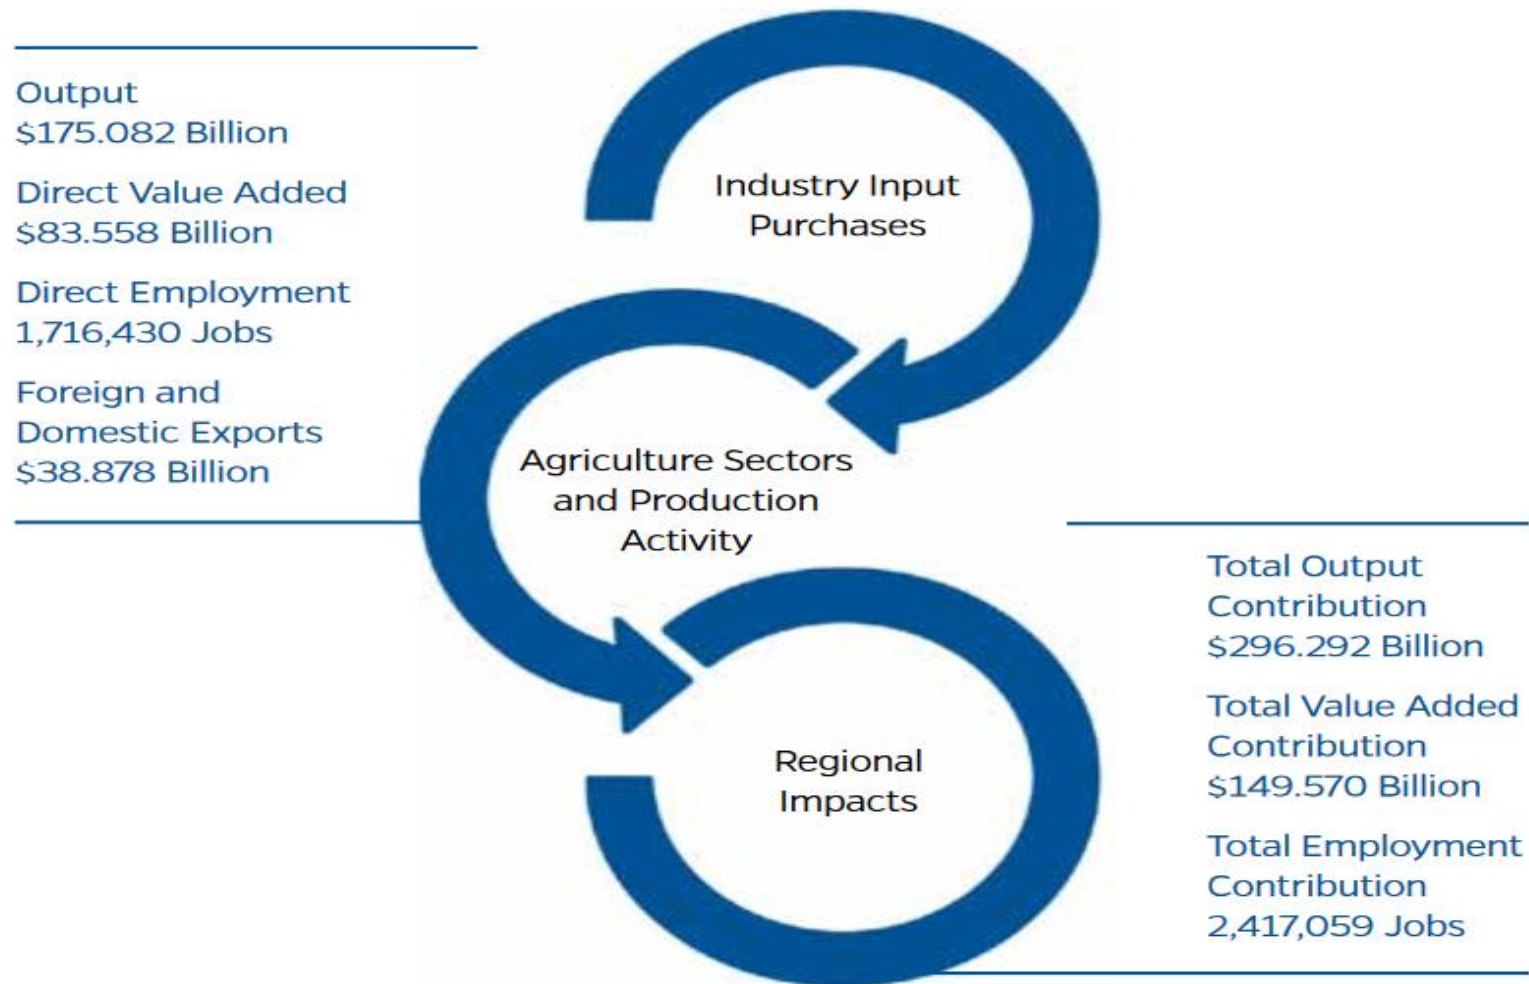 Output
$175.082 Billion
Direct Value Added
$83.558 Billion
Direct Employment
1,716,430 Jobs
Foreign and
Domestic Exports
$38.878 Billion
Industry Input
Purchases
Agriculture Sectors
and Production
Activity
Regional
Impacts
Total Output
Contribution
$296.292 Billion
Total Value Added
Contribution
$149.570 Billion
Total Employment
Contribution
2,417,059 Jobs